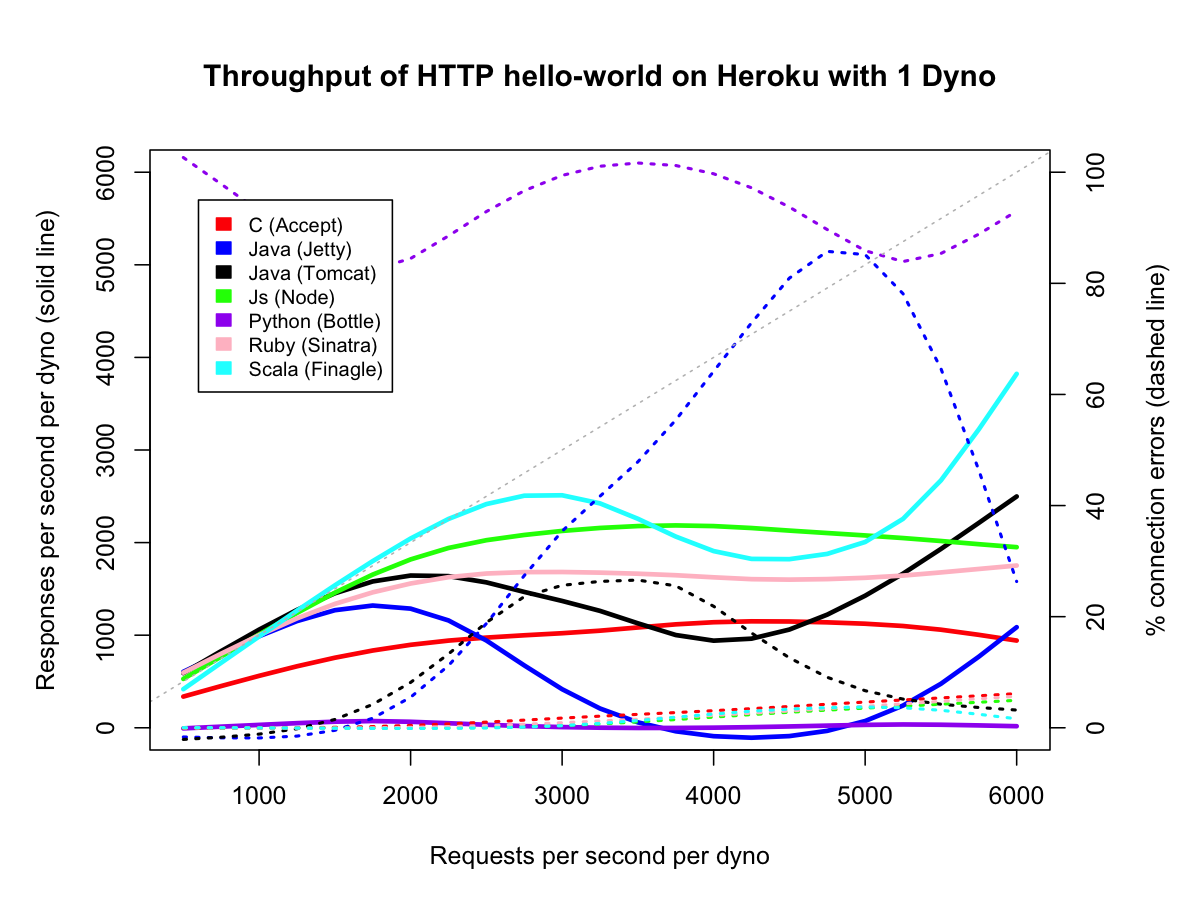 Throughput of HTTP hello-world on Heroku with 1 Dyno
Responses per second per dyno (solid line)
6000
5000
4000
3000
2000
1000
0
C (Accept)
Java (Jetty)
Java (Tomcat)
Js (Node)
Python (Bottle)
Ruby (Sinatra)
Scala (Finagle)
100
80
60
40
20
0
% connection errors (dashed line)
1000 2000 3000 4000 5000 6000
Requests per second per dyno